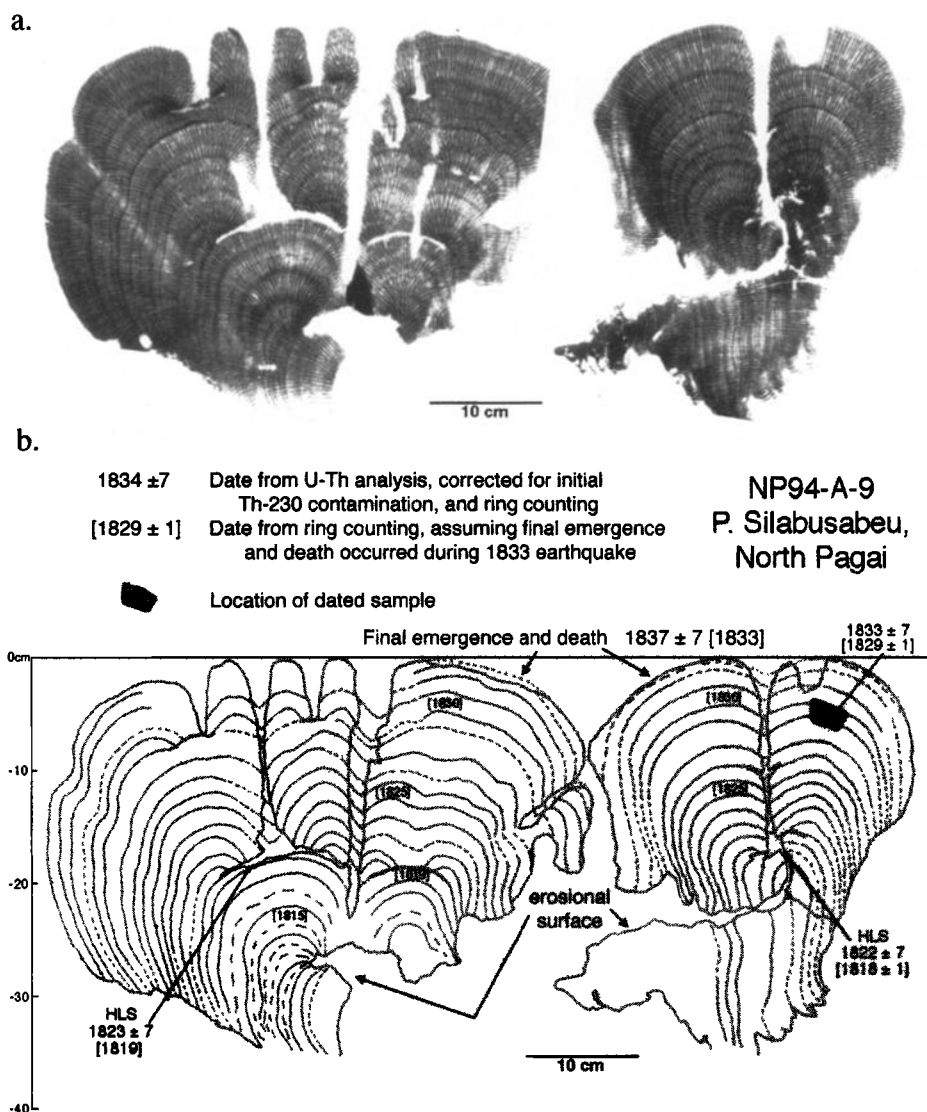 a.
10 cm
b.
1834 ±7 Date from U-Th analysis, corrected for initial
Th-230 contamination, and ring counting
[1829 ± 1] Date from ring counting, assuming final emergence
and death occurred during 1833 earthquake
Location of dated sample
NP94-A-9
P. Silabusabeu,
North Pagai
Final emergence and death 1837 ± 7 [1833]
1833 ± 7
[1829 ± 1]
0cm
[1830]
[1830]
-10
[1825]
[1825]
-20
[1819]
[1815]
erosional
surface
HLS
1822 ± 7
[1818 ± 1]
-30
HLS
1823 ± 7
[1819]
10 cm
-40